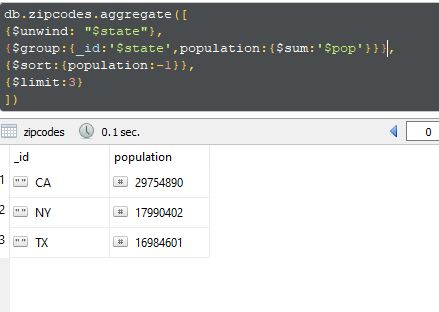 db.zipcodes.aggregate([
{$unwind: "$state"},
{$group:{_id:'$state',population:{$sum:'$pop'}}},
{$sort:{population:-1}},
{$limit:3}
])
zipcodes 0.1 sec. 0
_id population
1 "" CA # 29754890
2 "" NY # 17990402
3 "" TX # 16984601